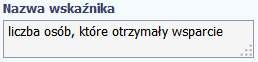 Nazwa wskaźnika
liczba osób, które otrzymały wsparcie